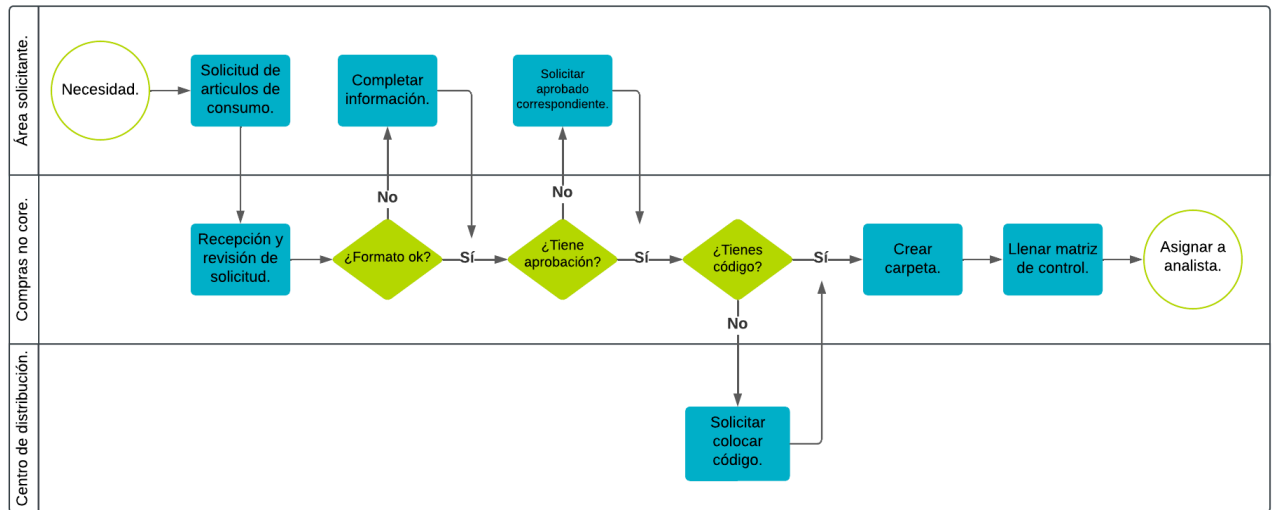 Área solicitante.
Necesidad.
Solicitud de
articulos de
consumo.
Completar
información.
Solicitar
aprobado
correspondiente.
No
No
Compras no core.
Recepción y
revisión de
solicitud.
¿Formato ok?
Sí
¿Tiene
aprobación?
Sí
¿Tienes
código?
Sí
Crear
carpeta.
Llenar matriz
de control.
Asignar a
analista.
No
Centro de distribución.
Solicitar
colocar
código.